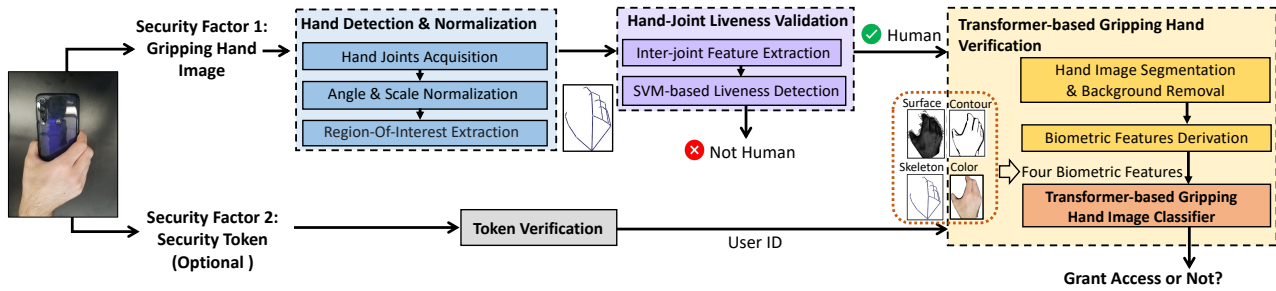 Security Factor 1:
Gripping Hand
Image
Hand Detection & Normalization
Hand Joints Acquisition
Angle & Scale Normalization
Region-Of-Interest Extraction
Hand-Joint Liveness Validation
Inter-joint Feature Extraction
SVM-based Liveness Detection
Human
Not Human
Transformer-based Gripping Hand
Verification
Hand Image Segmentation
& Background Removal
Biometric Features Derivation
Surface
Contour
Skeleton
Color
Four Biometric Features
Transformer-based Gripping
Hand Image Classifier
Security Factor 2:
Security Token
(Optional )
Token Verification
User ID
Grant Access or Not?